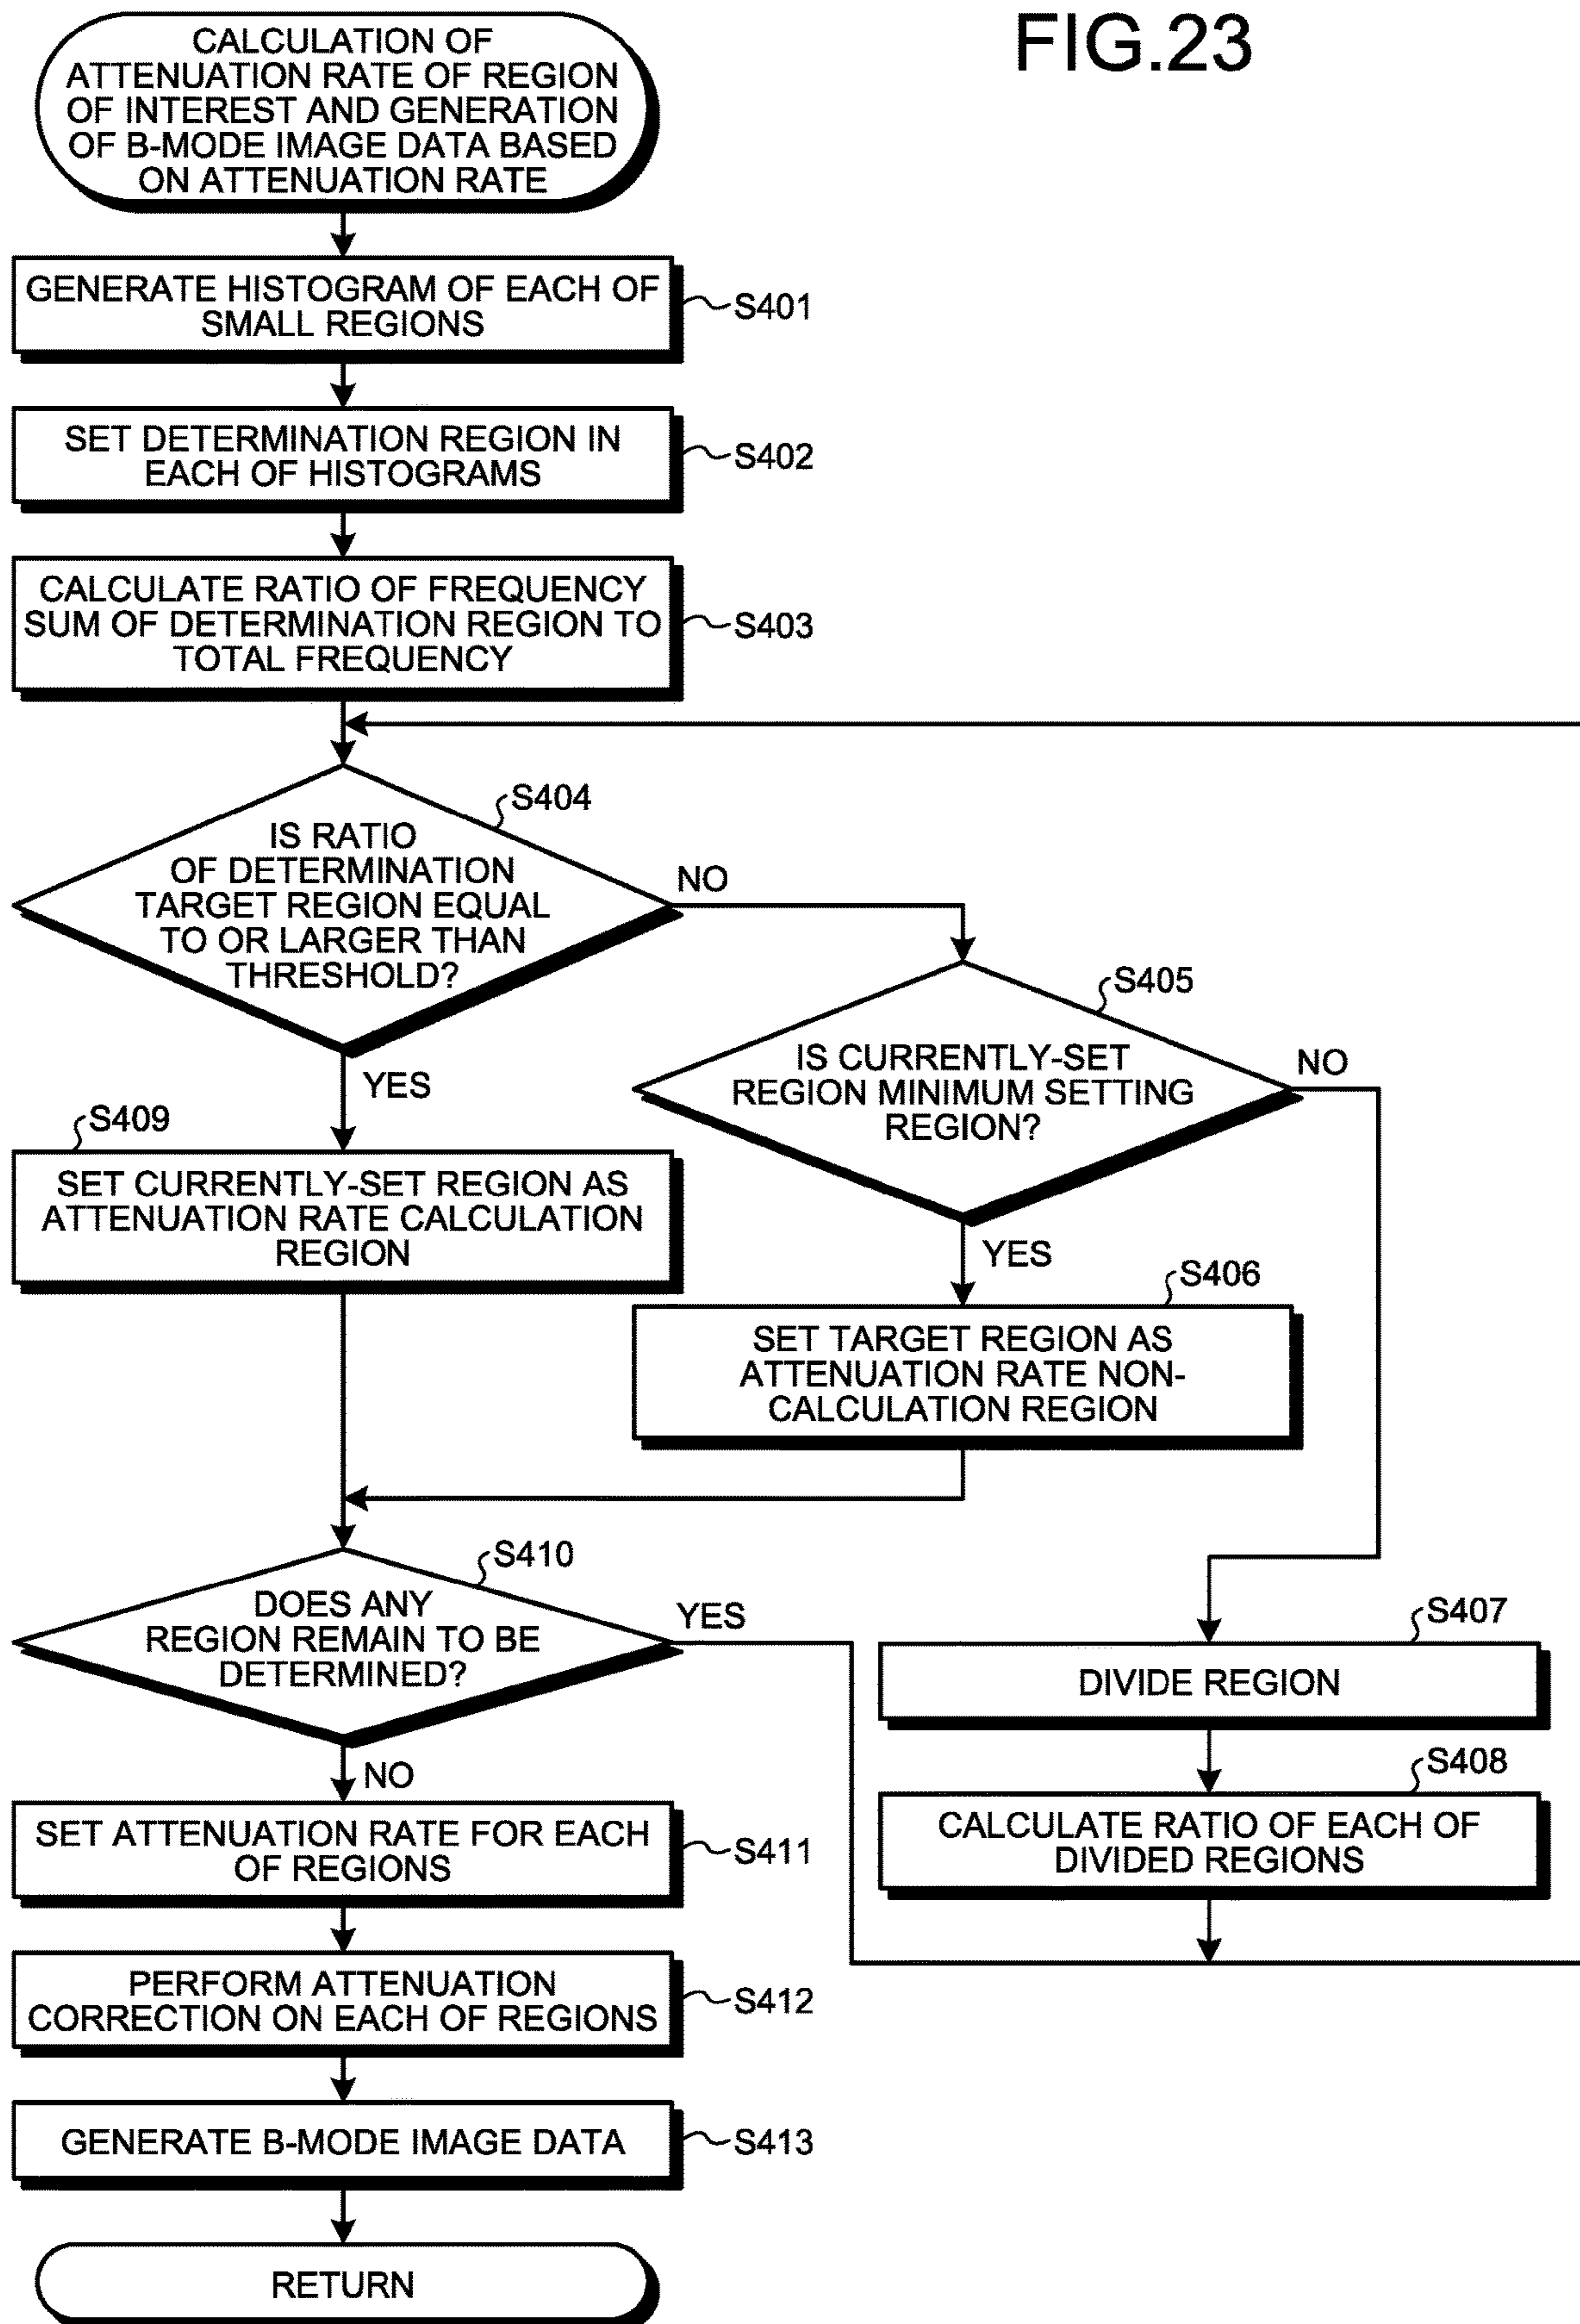 FIG.23
CALCULATION OF
ATTENUATION RATE OF REGION
OF INTEREST AND GENERATION
OF B-MODE IMAGE DATA BASED
ON ATTENUATION RATE
GENERATE HISTOGRAM OF EACH OF
SMALL REGIONS
S401
SET DETERMINATION REGION IN
EACH OF HISTOGRAMS
S402
CALCULATE RATIO OF FREQUENCY
SUM OF DETERMINATION REGION TO
TOTAL FREQUENCY
S403
S404
IS RATIO
OF DETERMINATION
TARGET REGION EQUAL
TO OR LARGER THAN
THRESHOLD?
NO
YES
S405
IS CURRENTLY-SET
REGION MINIMUM SETTING
REGION?
NO
YES
S409
SET CURRENTLY-SET REGION AS
ATTENUATION RATE CALCULATION
REGION
S406
SET TARGET REGION AS
ATTENUATION RATE NON-
CALCULATION REGION
S410
DOES ANY
REGION REMAIN TO BE
DETERMINED?
YES
NO
S407
DIVIDE REGION
S408
CALCULATE RATIO OF EACH OF
DIVIDED REGIONS
SET ATTENUATION RATE FOR EACH
OF REGIONS
S411
PERFORM ATTENUATION
CORRECTION ON EACH OF REGIONS
S412
GENERATE B-MODE IMAGE DATA
S413
RETURN